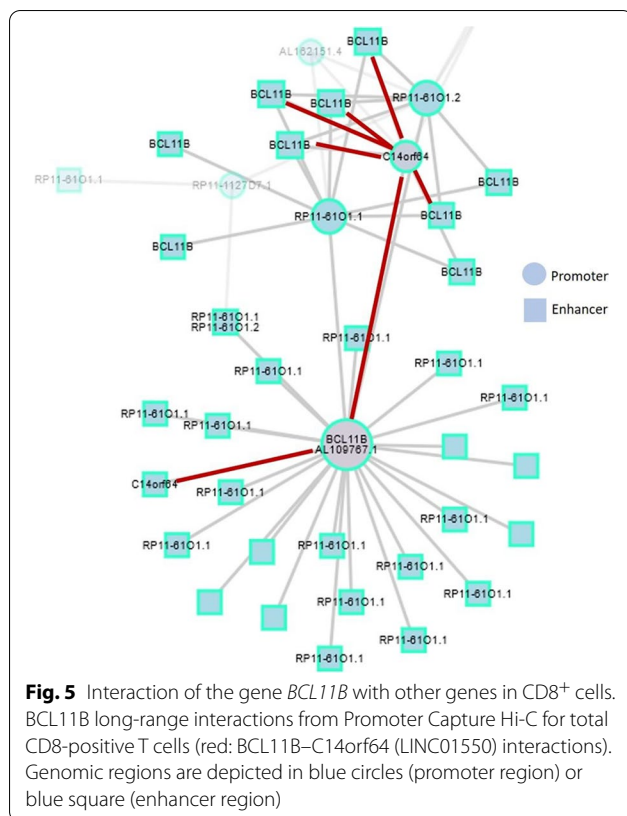 BCL11B
AL162151.4
BCL11B
BCL11B
RP11-61O1.2
BCL11B
BCL11B
C14orf64
RP11-61O1.1
RP11-1127D7.1
BCL11B
RP11-61O1.1
BCL11B
BCL11B
BCL11B
Promoter
Enhancer
RP11-61O1.1
RP11-61O1.2
RP11-61O1.1
RP11-61O1.1
RP11-61O1.1
RP11-61O1.1
RP11-61O1.1
RP11-61O1.1
BCL11B
AL109767.1
C14orf64
RP11-61O1.1
RP11-61O1.1
RP11-61O1.1
RP11-61O1.1
RP11-61O1.1
RP11-61O1.1
RP11-61O1.1
RP11-61O1.1
RP11-61O1.1
Fig. 5 Interaction of the gene BCL11B with other genes in CD8+ cells.
BCL11B long-range interactions from Promoter Capture Hi-C for total
CD8-positive T cells (red: BCL11B–C14orf64 (LINC01550) interactions).
Genomic regions are depicted in blue circles (promoter region) or
blue square (enhancer region)